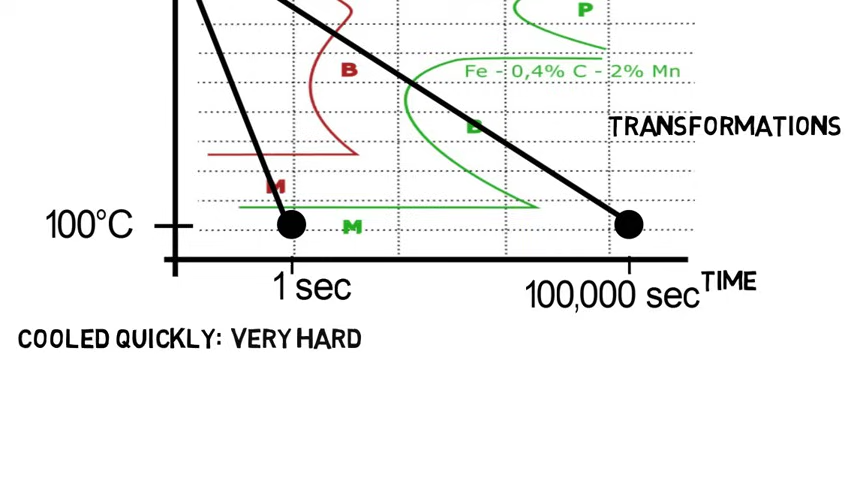 P
B
Fe - 0,4% C - 2% Mn
B
TRANSFORMATIONS
M
100°C
M
1 sec
100,000 sec
TIME
COOLED QUICKLY: VERY HARD